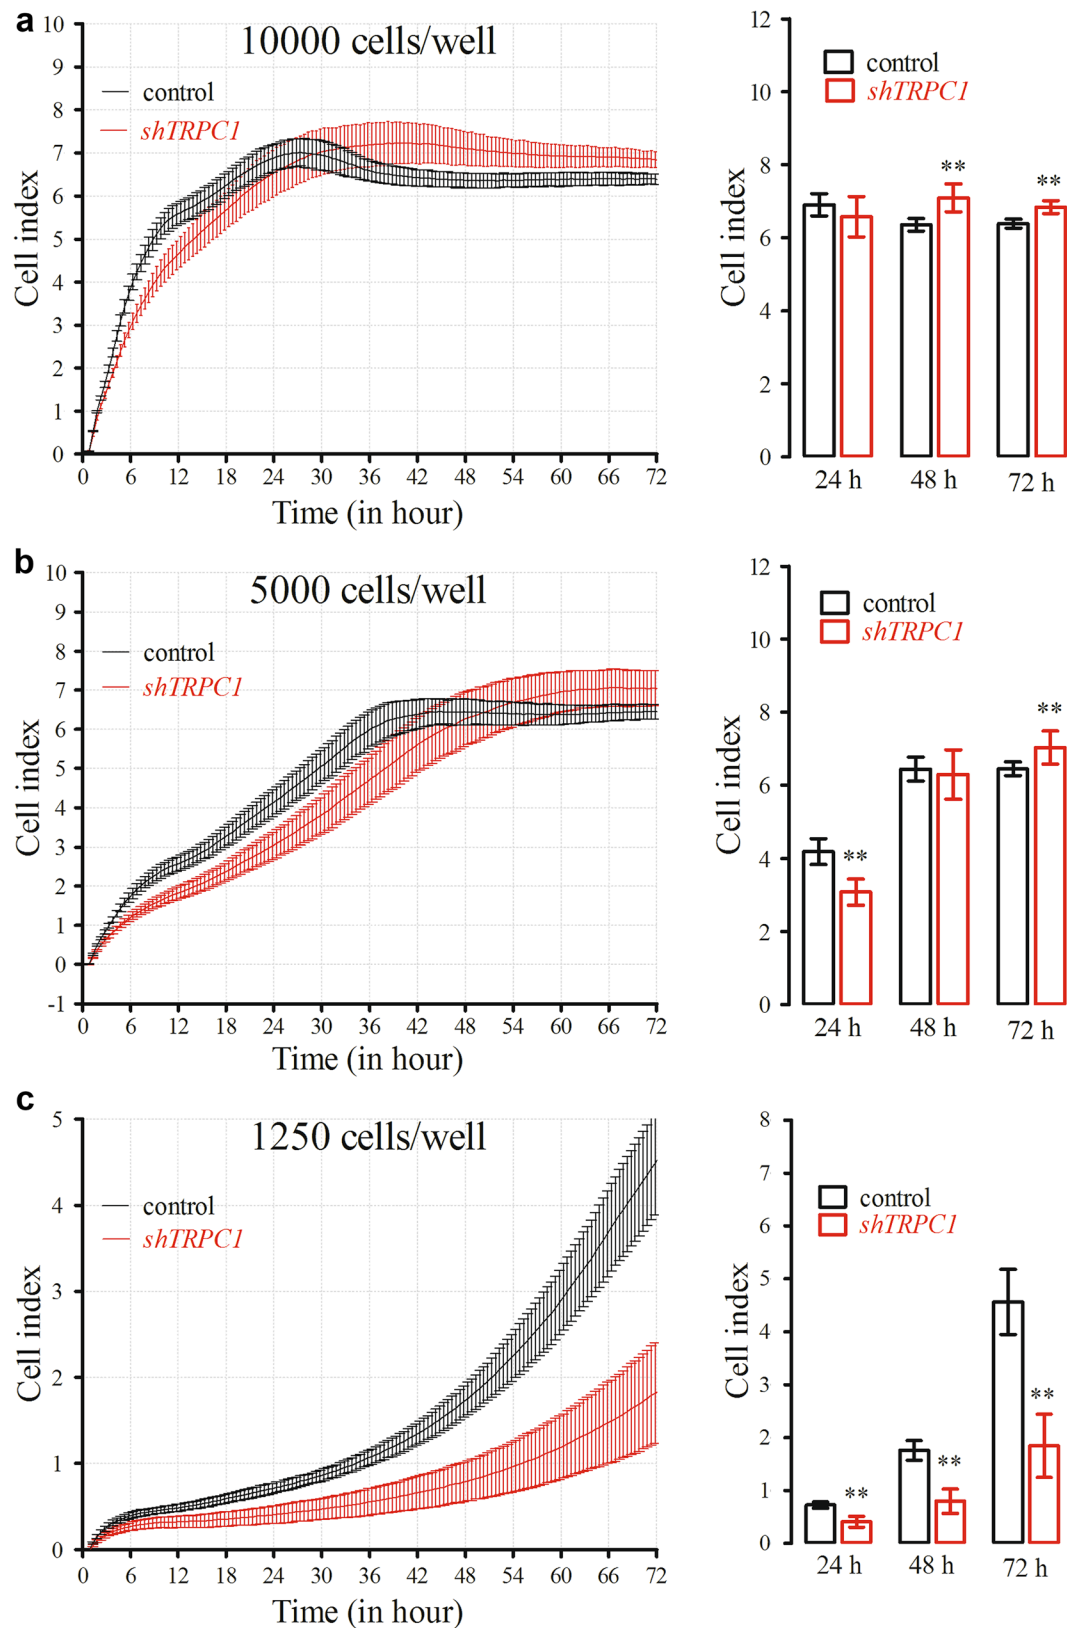 a
10000 cells/well
control
shTRPC1
Cell index
10
9
8
7
6
5
4
3
2
1
0
0 6 12 18 24 30 36 42 48 54 60 66 72
Time (in hour)
control
shTRPC1
Cell index
12
10
8
6
4
2
0
** **
24 h 48 h 72 h
b
5000 cells/well
control
shTRPC1
Cell index
10
9
8
7
6
5
4
3
2
1
0
-1
0 6 12 18 24 30 36 42 48 54 60 66 72
Time (in hour)
control
shTRPC1
Cell index
12
10
8
6
4
2
0
** **
24 h 48 h 72 h
c
1250 cells/well
control
shTRPC1
Cell index
5
4
3
2
1
0
0 6 12 18 24 30 36 42 48 54 60 66 72
Time (in hour)
control
shTRPC1
Cell index
8
7
6
5
4
3
2
1
0
** ** **
24 h 48 h 72 h